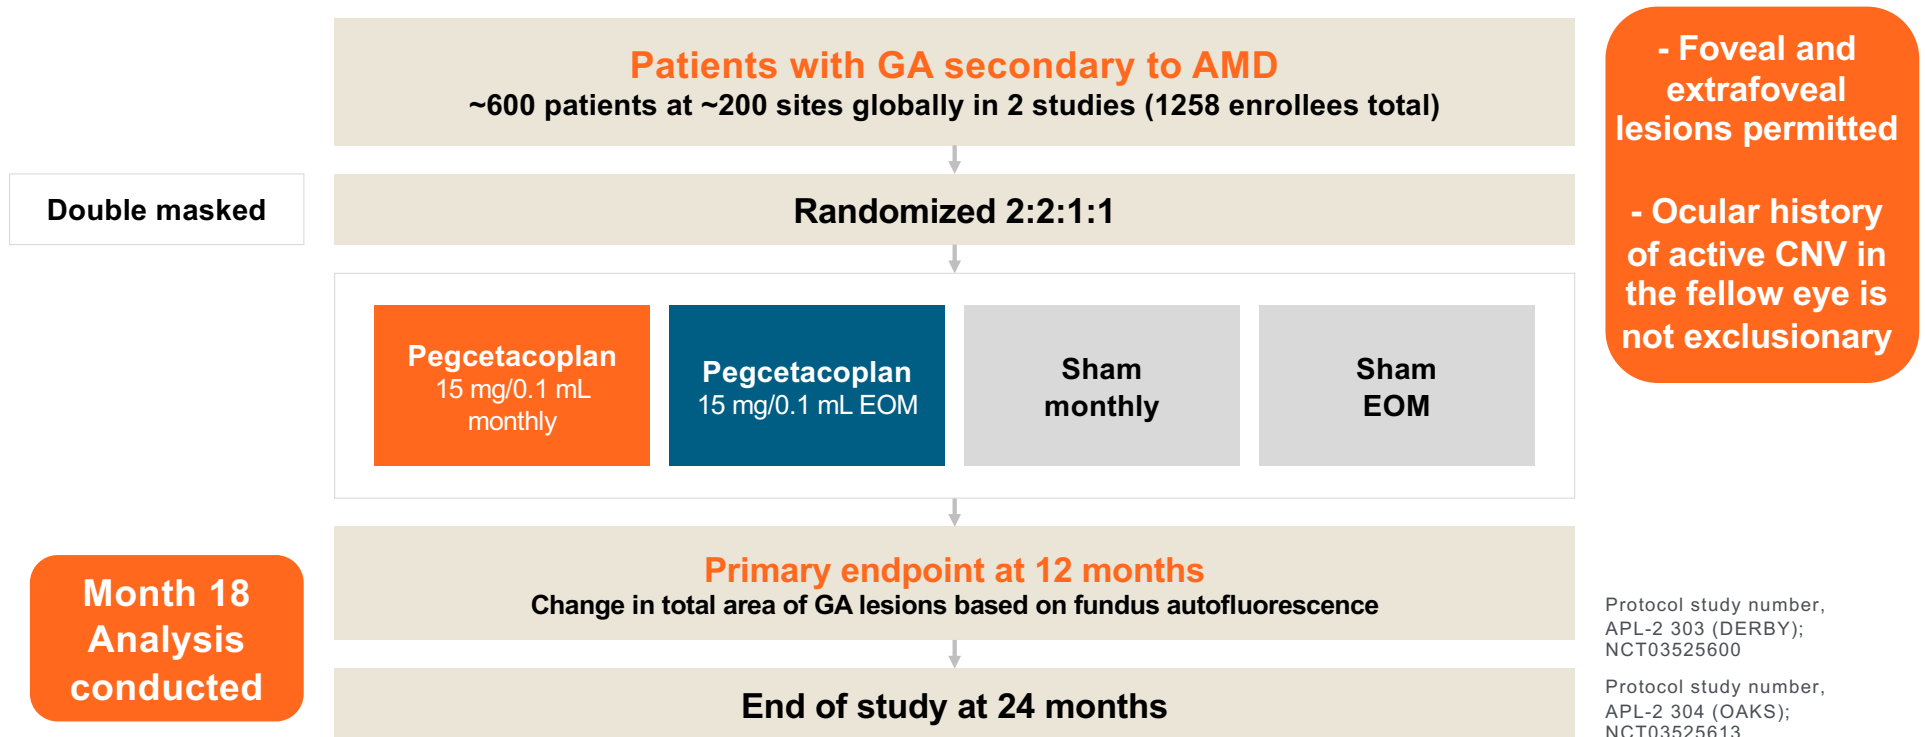 Patients with GA secondary to AMD
~600 patients at ~200 sites globally in 2 studies (1258 enrollees total)
- Foveal and
extrafoveal
lesions permitted
- Ocular history
of active CNV in
the fellow eye is
not exclusionary
Double masked
Randomized 2:2:1:1
Pegcetacoplan
15 mg/0.1 mL
monthly
Pegcetacoplan
15 mg/0.1 mL EOM
Sham
monthly
Sham
EOM
Primary endpoint at 12 months
Change in total area of GA lesions based on fundus autofluorescence
Month 18
Analysis
conducted
End of study at 24 months
Protocol study number,
APL-2 303 (DERBY);
NCT03525600
Protocol study number,
APL-2 304 (OAKS);
NCT03525613